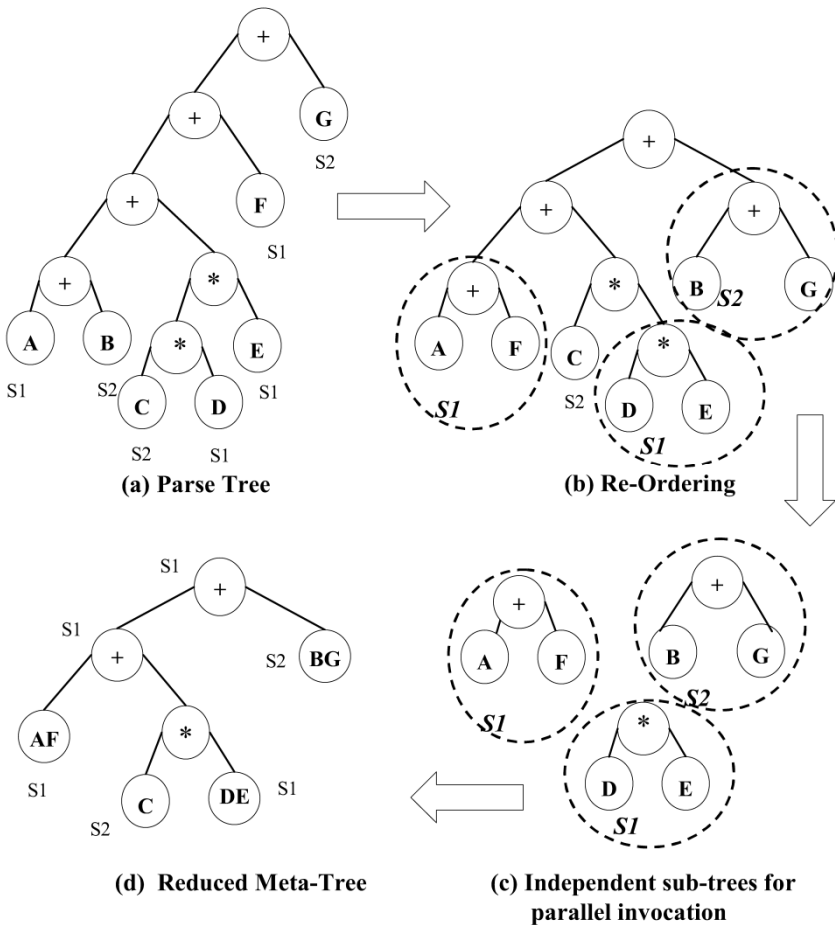 +
+
G
S2
+
F
S1
+
*
A
B
*
E
S1
S2
S1
C
D
S2
S1
(a) Parse Tree
+
+
+
+
*
B
G
S2
A
F
C
*
S1
S2
D
E
S1
(b) Re-Ordering
+
A
F
S1
+
B
G
S2
*
D
E
S1
(c) Independent sub-trees for
parallel invocation
S1
+
S1
+
S2
BG
AF
*
S1
C
DE
S1
S2
(d) Reduced Meta-Tree